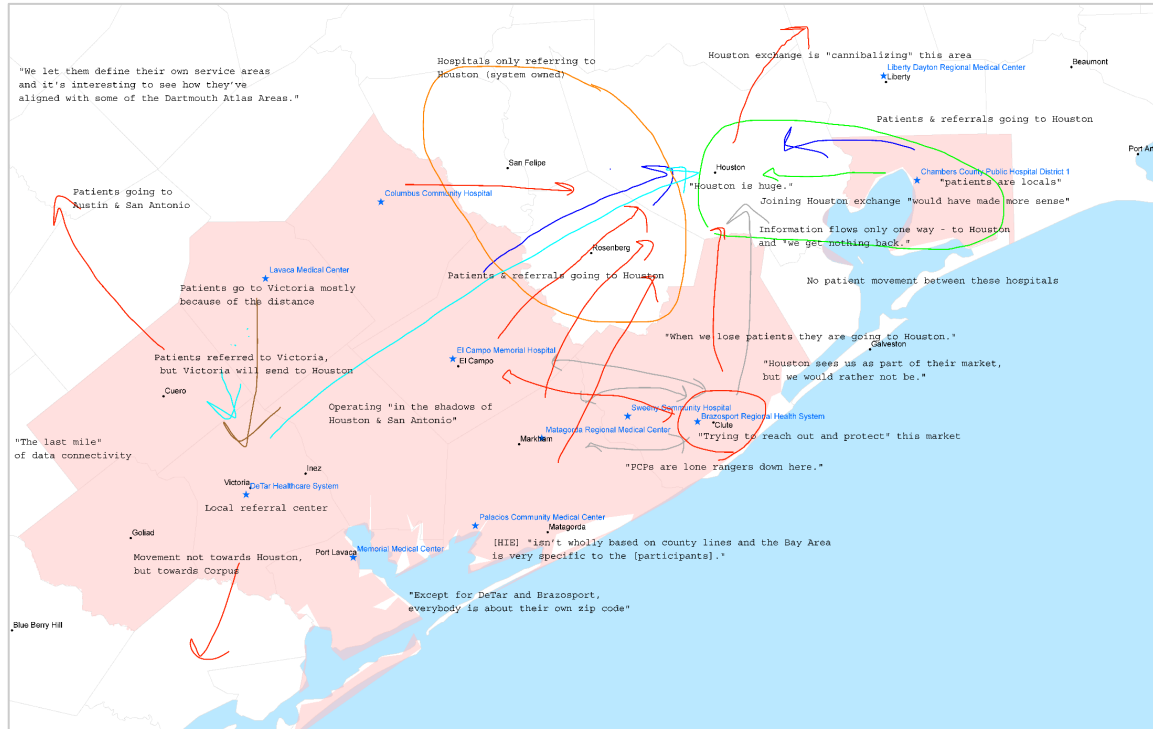 Hospitals only referring to
Houston (system owned)
Houston exchange is "cannibalizing" this area
Beaumont
"We let them define their own service areas
and it's interesting to see how they've
aligned with some of the Dartmouth Atlas Areas."
Liberty Dayton Regional Medical Center
Liberty
Patients & referrals going to Houston
Port Ar
San Felipe
Houston
Chambers County Public Hospital District 1
"patients are locals"
"Houston is huge."
Patients going to
Austin & San Antonio
Columbus Community Hospital
Joining Houston exchange "would have made more sense"
Information flows only one way - to Houston
and "we get nothing back."
Rosenberg
Lavaca Medical Center
Patients & referrals going to Houston
No patient movement between these hospitals
Patients go to Victoria mostly
because of the distance
"When we lose patients they are going to Houston."
Galveston
El Campo Memorial Hospital
El Campo
Patients referred to Victoria,
but Victoria will send to Houston
"Houston sees us as part of their market,
but we would rather not be."
Cuero
Operating "in the shadows of
Houston & San Antonio"
Sweeny Community Hospital
Brazosport Regional Health System
Clute
Matagorda Regional Medical Center
Markham
"Trying to reach out and protect" this market
"The last mile"
of data connectivity
"PCPs are lone rangers down here."
Inez
Victoria
DeTar Healthcare System
Local referral center
Palacios Community Medical Center
Matagorda
Goliad
[HIE] "isn't wholly based on county lines and the Bay Area
is very specific to the [participants]."
Port Lavaca
Memorial Medical Center
Movement not towards Houston,
but towards Corpus
"Except for DeTar and Brazosport,
everybody is about their own zip code"
Blue Berry Hill